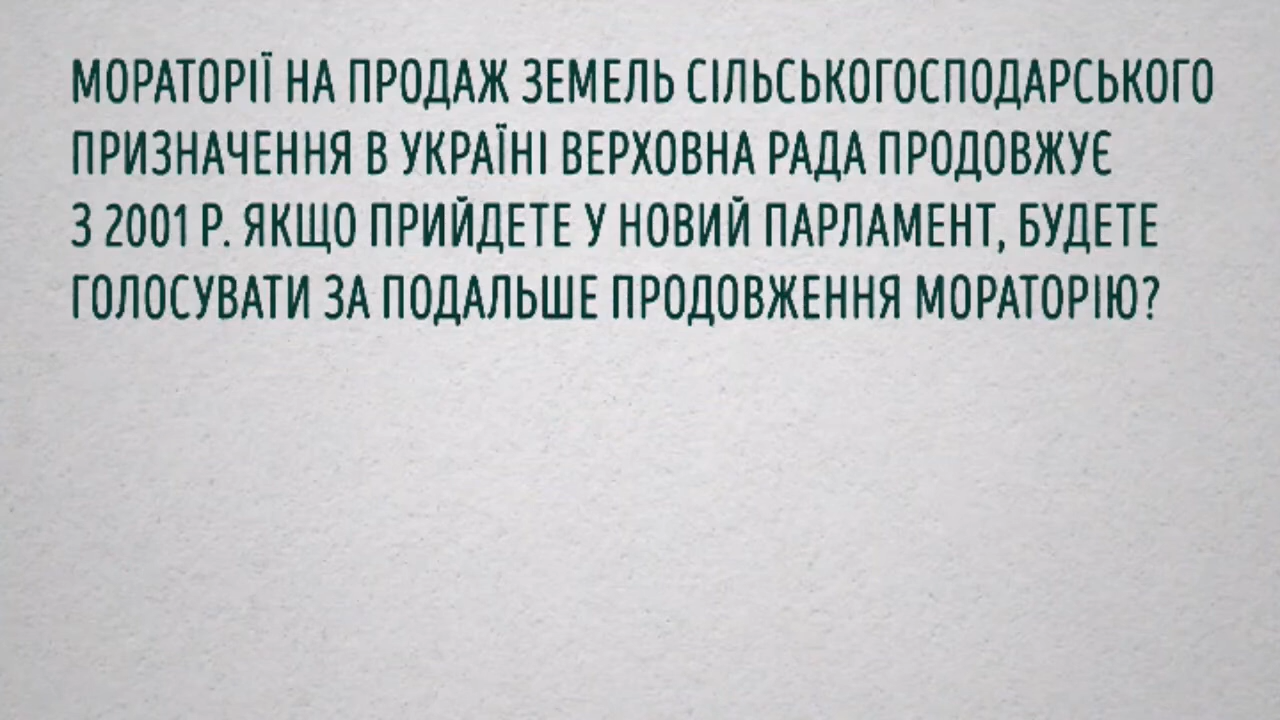 МОРАТОРІЇ НА ПРОДАЖ ЗЕМЕЛЬ СІЛЬСЬКОГОСПОДАРСЬКОГО
ПРИЗНАЧЕННЯ В УКРАЇНІ ВЕРХОВНА РАДА ПРОДОВЖУЄ
З 2001 Р. ЯКЩО ПРИЙДЕТЕ У НОВИЙ ПАРЛАМЕНТ, БУДЕТЕ
ГОЛОСУВАТИ ЗА ПОДАЛЬШЕ ПРОДОВЖЕННЯ МОРАТОРІЮ?